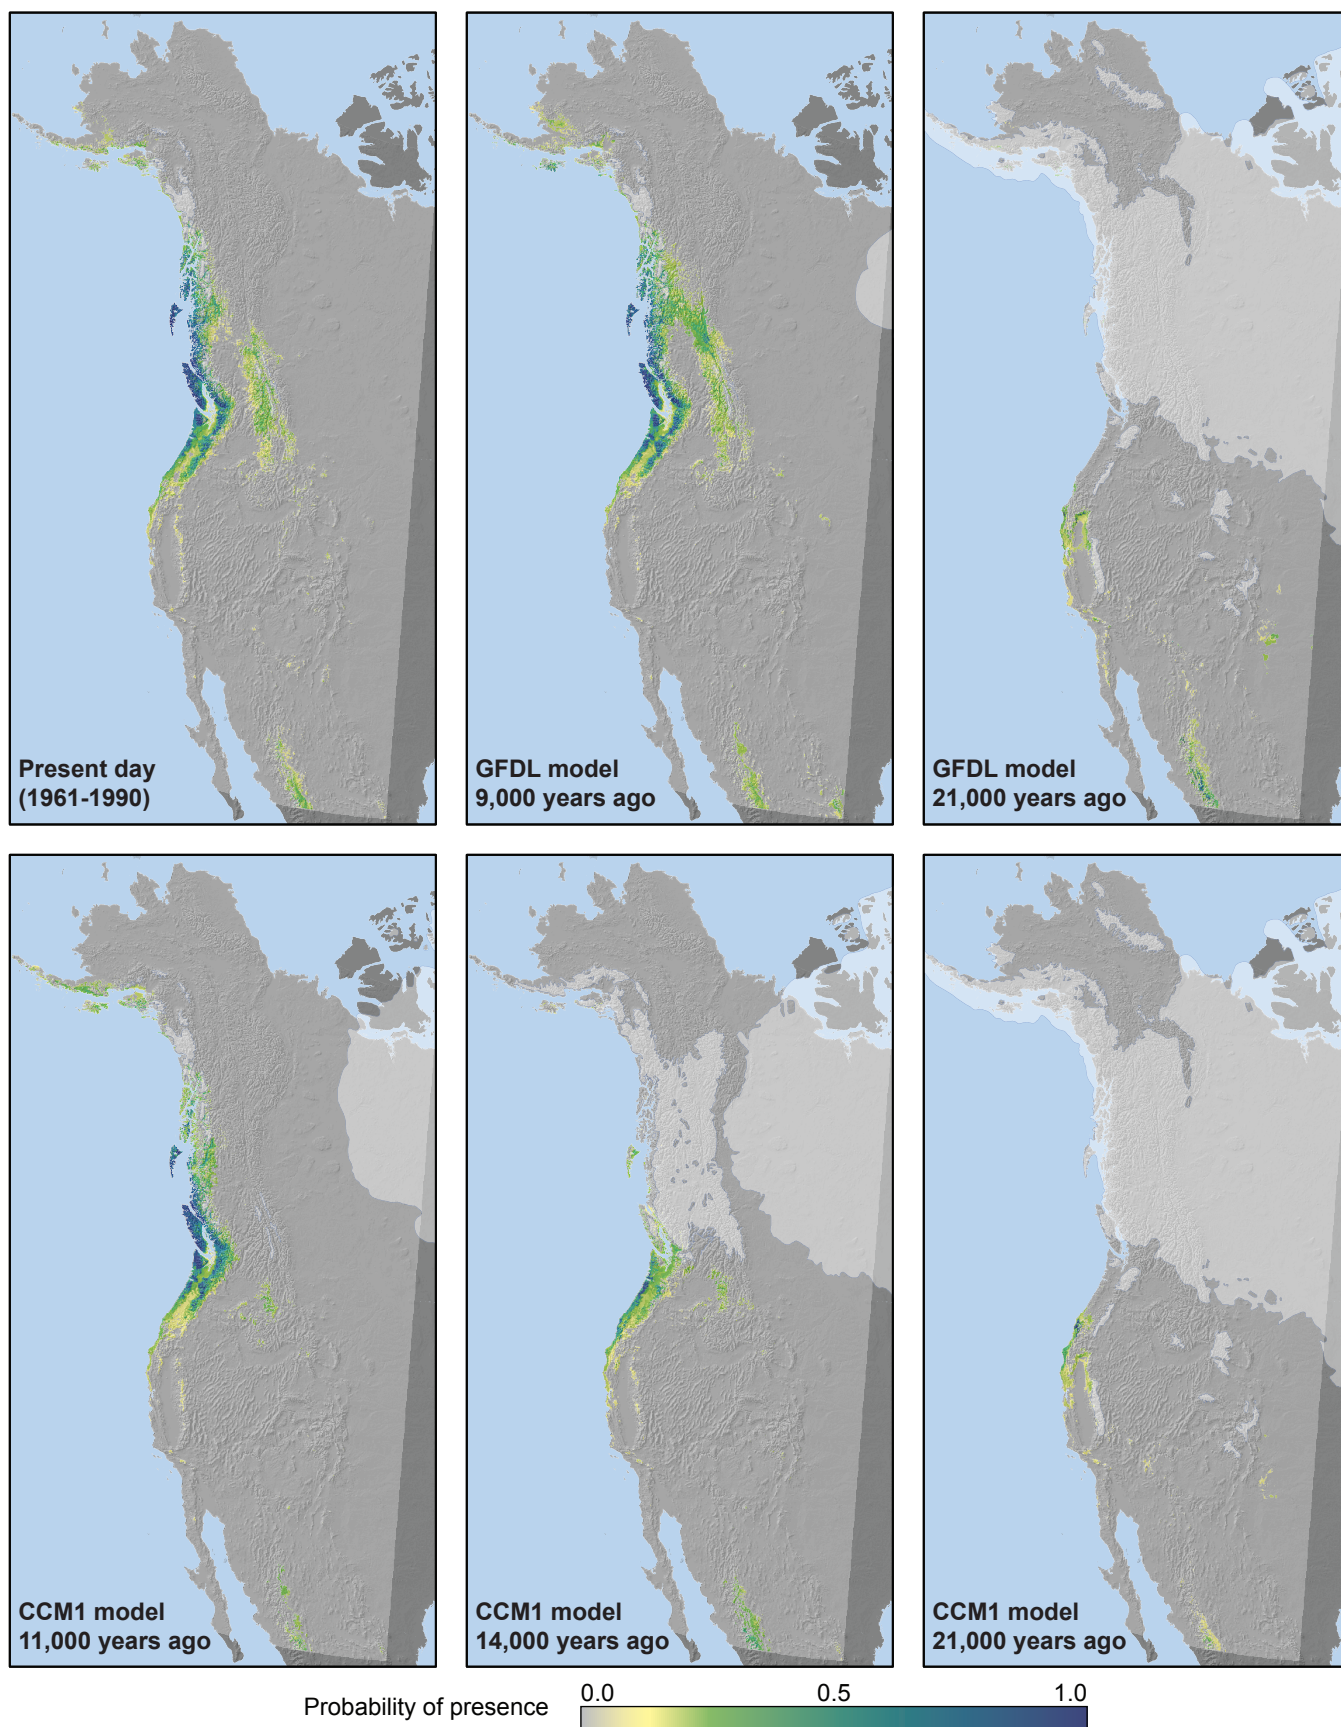 Present day
(1961-1990)
GFDL model
9,000 years ago
GFDL model
21,000 years ago
CCM1 model
11,000 years ago
CCM1 model
14,000 years ago
CCM1 model
21,000 years ago
Probability of presence
0.0 0.5 1.0